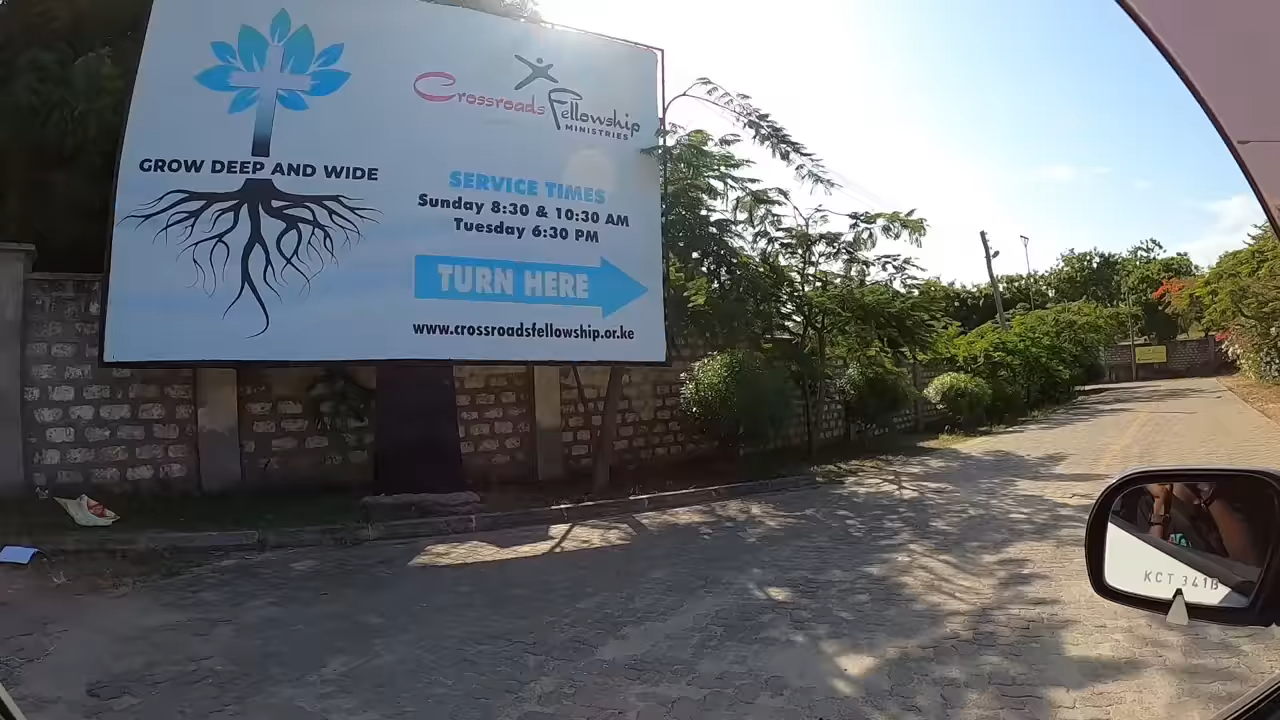 GROW DEEP AND WIDE
Crossroads Fellowship
MINISTRIES
SERVICE TIMES
Sunday 8:30 & 10:30 AM
Tuesday 6:30 PM
TURN HERE
www.crossroadsfellowship.or.ke
KCT 341B